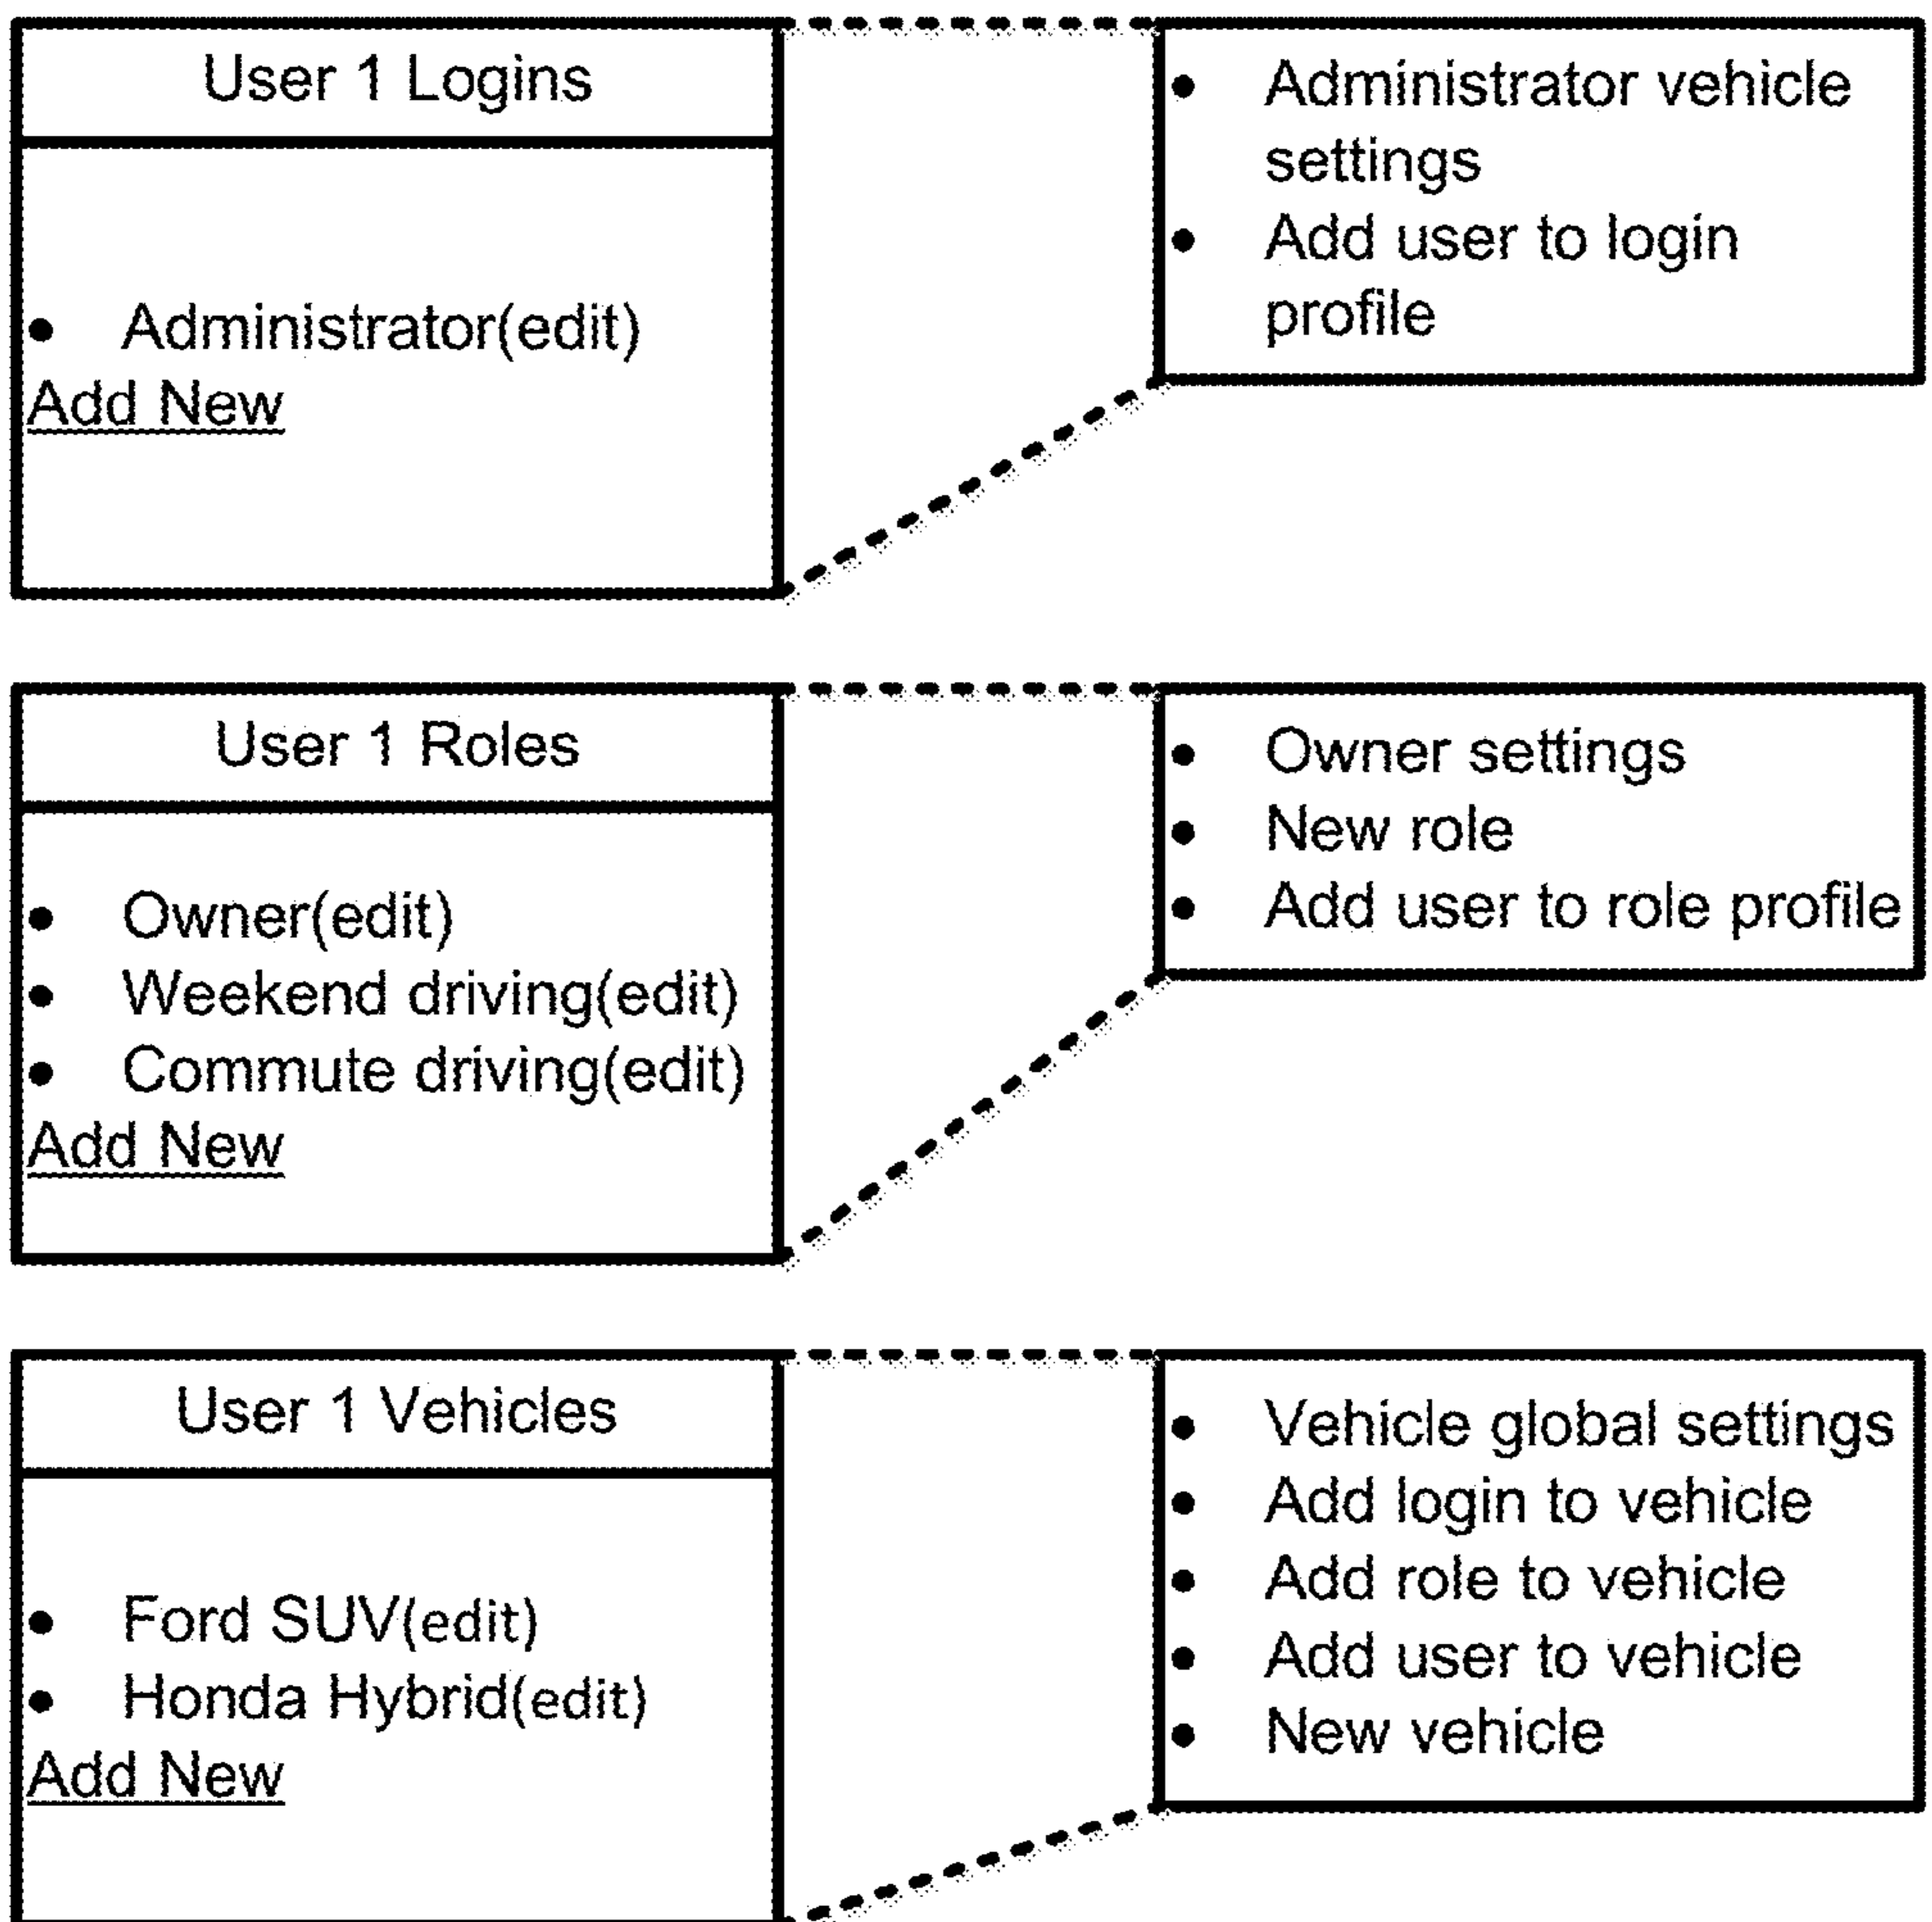 User 1 Logins
• Administrator(edit)
Add New
• Administrator vehicle
settings
• Add user to login
profile
User 1 Roles
• Owner(edit)
• Weekend driving(edit)
• Commute driving(edit)
Add New
• Owner settings
• New role
• Add user to role profile
User 1 Vehicles
• Ford SUV(edit)
• Honda Hybrid(edit)
Add New
• Vehicle global settings
• Add login to vehicle
• Add role to vehicle
• Add user to vehicle
• New vehicle